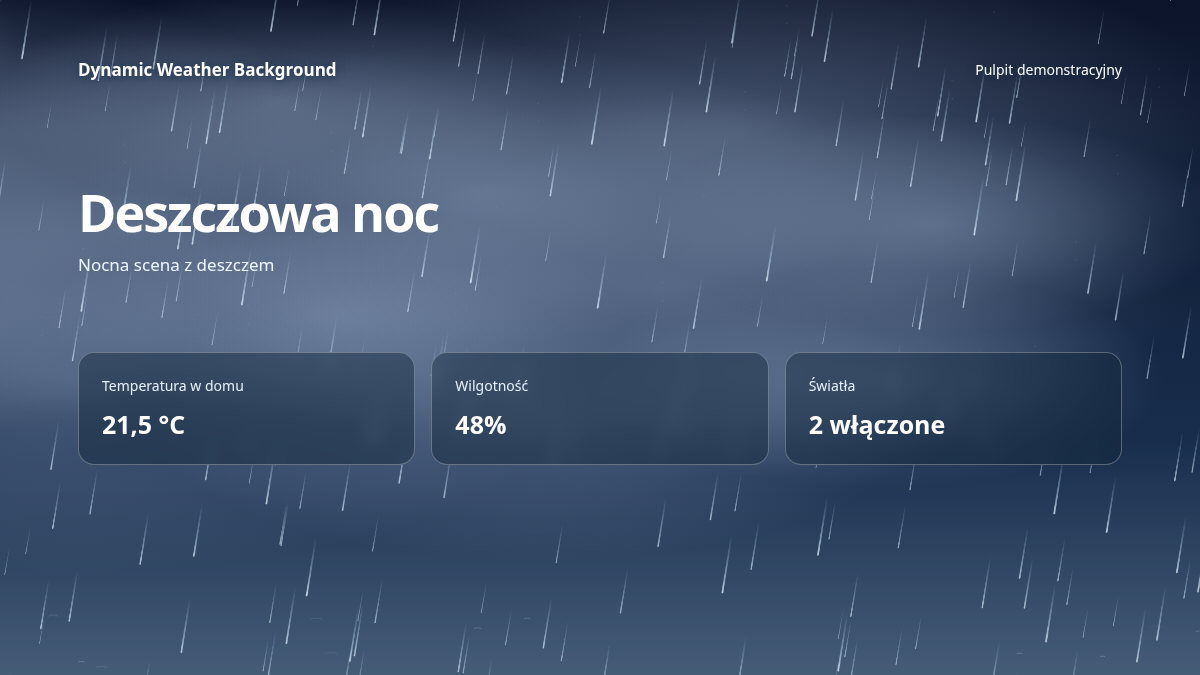 Dynamic Weather Background
Pulpit demonstracyjny
Deszczowa noc
Nocna scena z deszczem
Temperatura w domu
21,5 °C
Wilgotność
48%
Światła
2 włączone